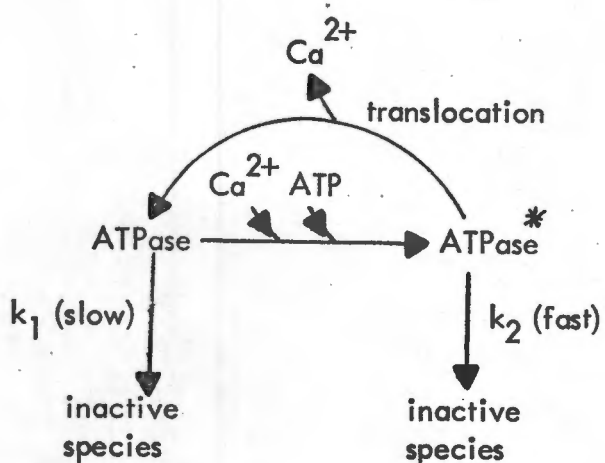 Ca²⁺
translocation
Ca²⁺ ATP
ATPase
ATPase*
k₁ (slow)
k₂ (fast)
inactive
species
inactive
species